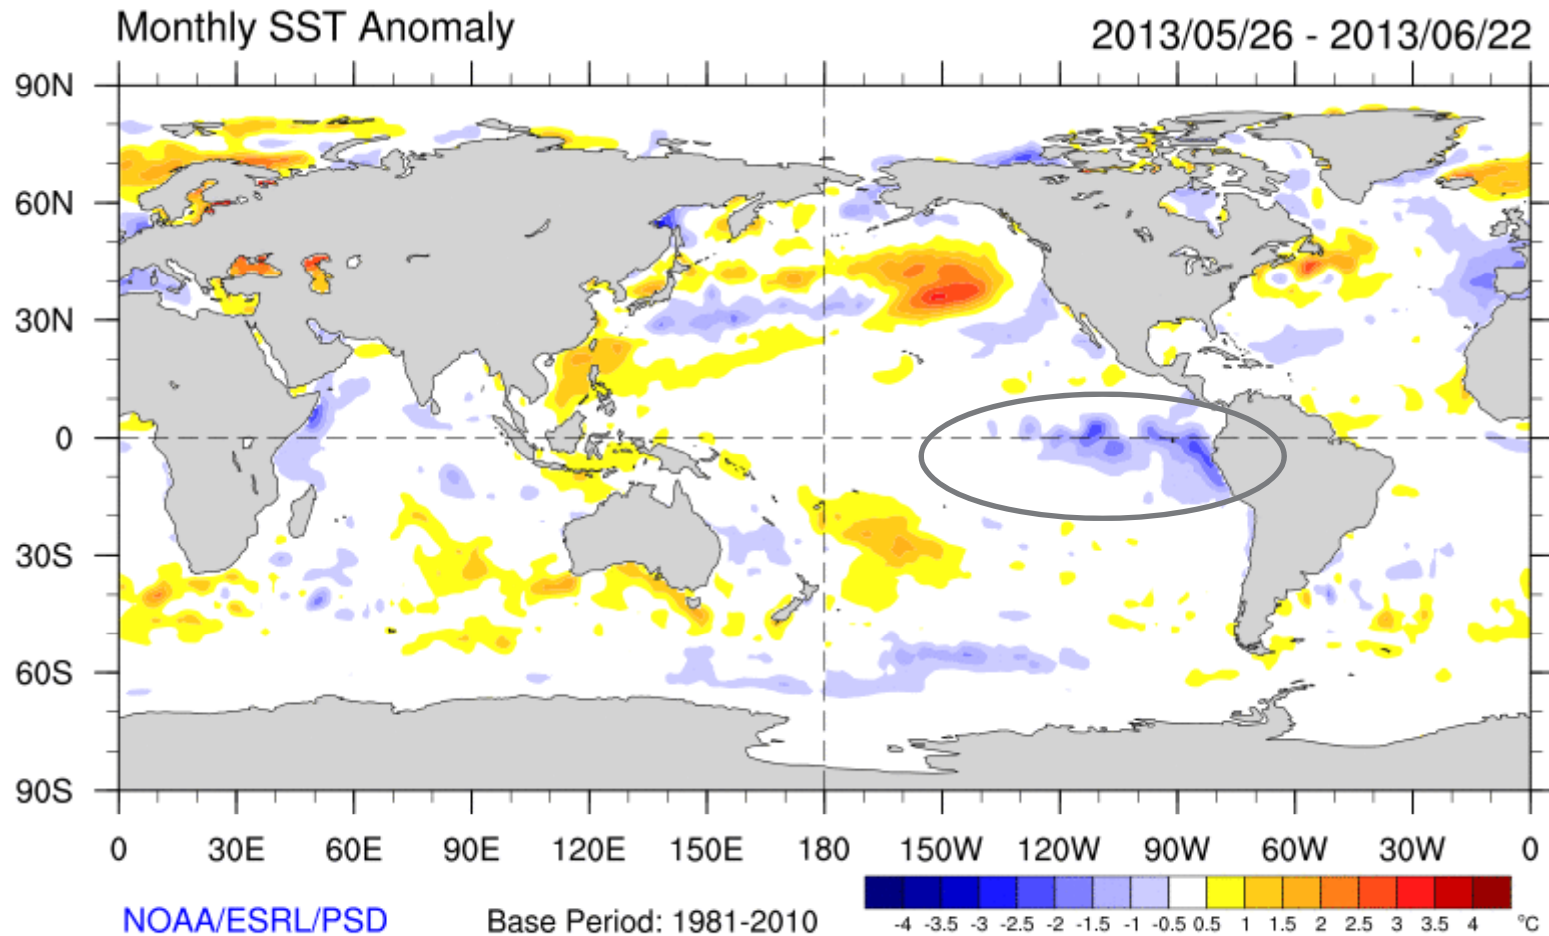 Monthly SST Anomaly 2013/05/26 - 2013/06/22
90N
60N
30N
0
30S
60S
90S
0 30E 60E 90E 120E 150E 180 150W 120W 90W 60W 30W 0
-4 -3.5 -3 -2.5 -2 -1.5 -1 -0.5 0.5 1 1.5 2 2.5 3 3.5 4 °C
NOAA/ESRL/PSD Base Period: 1981-2010